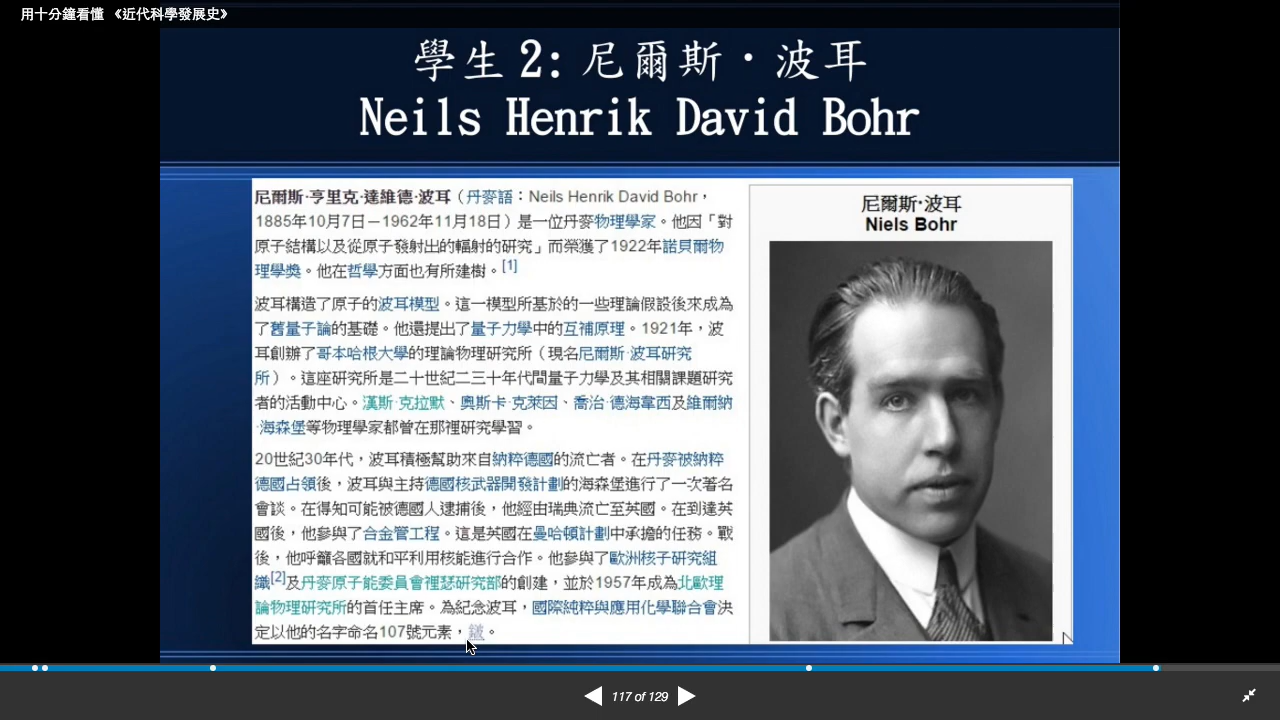 用十分鐘看懂 《近代科學發展史》
學生 2: 尼爾斯·波耳
Neils Henrik David Bohr
尼爾斯·亨里克·達維德·波耳（丹麥語：Neils Henrik David Bohr，
1885年10月7日－1962年11月18日）是一位丹麥物理學家。他因「對
原子結構以及從原子發射出的輻射的研究」而榮獲了1922年諾貝爾物
理學獎。他在哲學方面也有所建樹。[1]
波耳構造了原子的波耳模型。這一模型所基於的一些理論假設後來成為
了舊量子論的基礎。他還提出了量子力學中的互補原理。1921年，波
耳創辦了哥本哈根大學的理論物理研究所（現名尼爾斯·波耳研究
所）。這座研究所是二十世紀二三十年代間量子力學及其相關課題研究
者的活動中心。漢斯·克拉默、奧斯卡·克萊因、喬治·德海韋西及維爾納
·海森堡等物理學家都曾在那裡研究學習。
20世紀30年代，波耳積極幫助來自納粹德國的流亡者。在丹麥被納粹
德國占領後，波耳與主持德國核武器開發計劃的海森堡進行了一次著名
會談。在得知可能被德國人逮捕後，他經由瑞典流亡至英國。在到達英
國後，他參與了合金管工程。這是英國在曼哈頓計劃中承擔的任務。戰
後，他呼籲各國就和平利用核能進行合作。他參與了歐洲核子研究組
織[2]及丹麥原子能委員會裡瑟研究部的創建，並於1957年成為北歐理
論物理研究所的首任主席。為紀念波耳，國際純粹與應用化學聯合會決
定以他的名字命名107號元素，𨨏。
尼爾斯·波耳
Niels Bohr
117 of 129